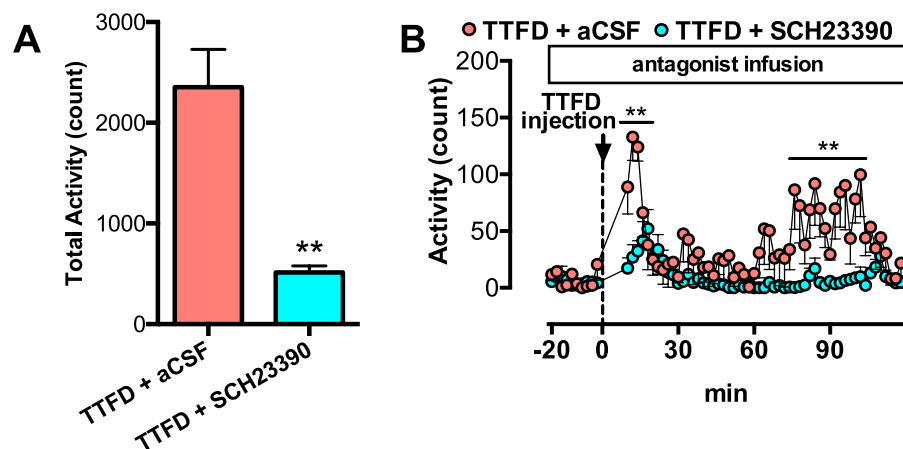 A
Total Activity (count)
3000
2000
1000
0
**
TTFD + aCSF
TTFD + SCH23390
B
TTFD + aCSF TTFD + SCH23390
antagonist infusion
TTFD
injection
**
**
Activity (count)
200
150
100
50
0
-20 0 30 60 90
min